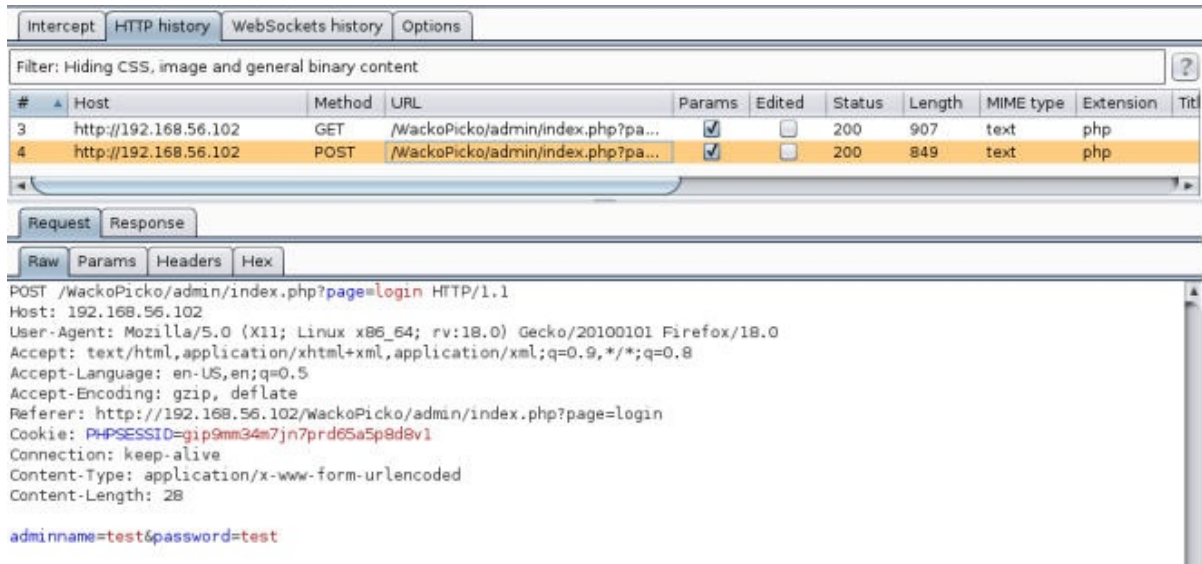 Intercept HTTP history WebSockets history Options
Filter: Hiding CSS, image and general binary content ?
# Host Method URL Params Edited Status Length MIME type Extension Titl
3 http://192.168.56.102 GET /WackoPicko/admin/index.php?pa... 200 907 text php
4 http://192.168.56.102 POST /WackoPicko/admin/index.php?pa... 200 849 text php
Request Response
Raw Params Headers Hex
POST /WackoPicko/admin/index.php?page=login HTTP/1.1
Host: 192.168.56.102
User-Agent: Mozilla/5.0 (X11; Linux x86_64; rv:18.0) Gecko/20100101 Firefox/18.0
Accept: text/html,application/xhtml+xml,application/xml;q=0.9,*/*;q=0.8
Accept-Language: en-US,en;q=0.5
Accept-Encoding: gzip, deflate
Referer: http://192.168.56.102/WackoPicko/admin/index.php?page=login
Cookie: PHPSESSID=gip9mm34m7jn7prd65a5p8d8v1
Connection: keep-alive
Content-Type: application/x-www-form-urlencoded
Content-Length: 28
adminname=test&password=test